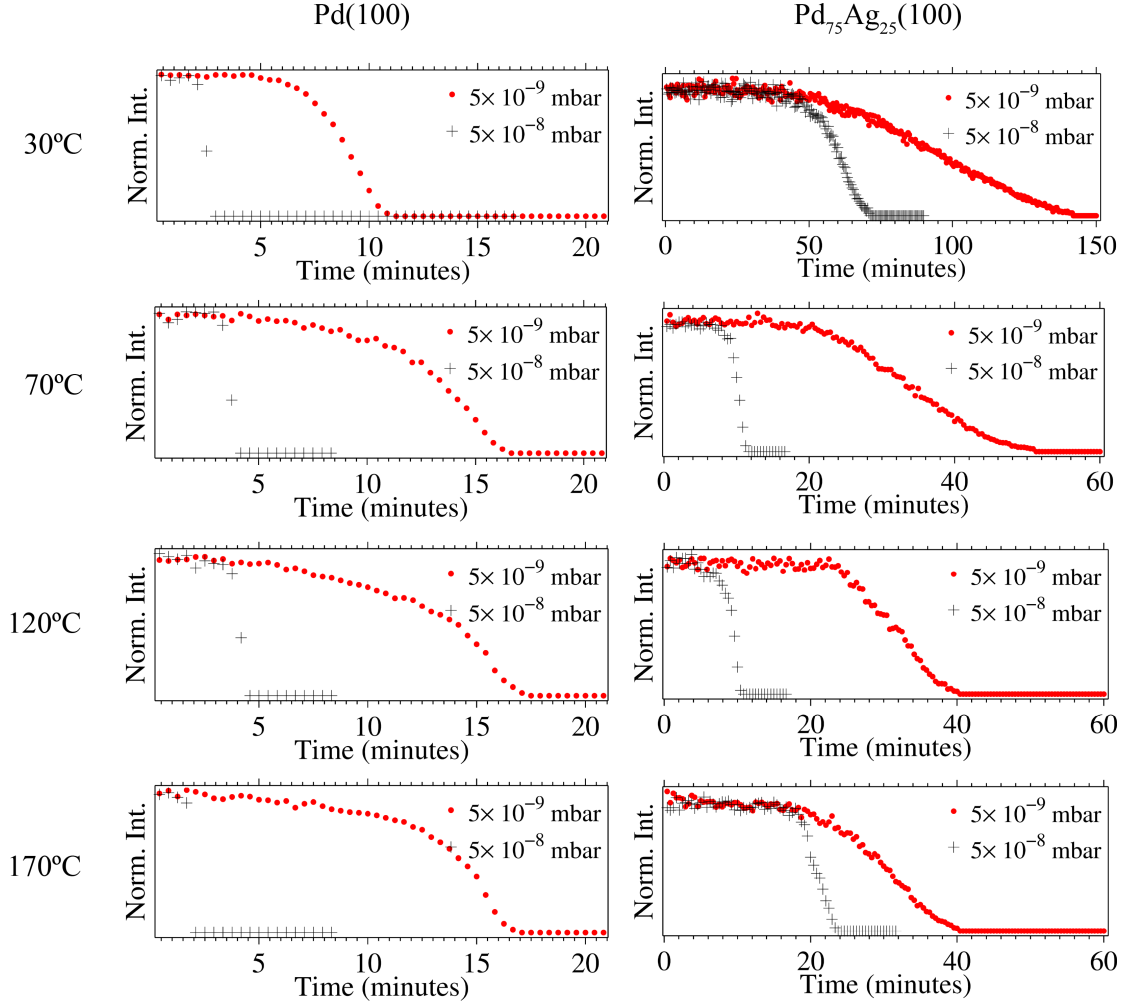 Pd(100) Pd₇₅Ag₂₅(100)
30ºC
Norm. Int.
5× 10⁻⁹ mbar
5× 10⁻⁸ mbar
5 10 15 20
Time (minutes)
Norm. Int.
5× 10⁻⁹ mbar
5× 10⁻⁸ mbar
0 50 100 150
Time (minutes)
70ºC
Norm. Int.
5× 10⁻⁹ mbar
5× 10⁻⁸ mbar
5 10 15 20
Time (minutes)
Norm. Int.
5× 10⁻⁹ mbar
5× 10⁻⁸ mbar
0 20 40 60
Time (minutes)
120ºC
Norm. Int.
5× 10⁻⁹ mbar
5× 10⁻⁸ mbar
5 10 15 20
Time (minutes)
Norm. Int.
5× 10⁻⁹ mbar
5× 10⁻⁸ mbar
0 20 40 60
Time (minutes)
170ºC
Norm. Int.
5× 10⁻⁹ mbar
5× 10⁻⁸ mbar
5 10 15 20
Time (minutes)
Norm. Int.
5× 10⁻⁹ mbar
5× 10⁻⁸ mbar
0 20 40 60
Time (minutes)